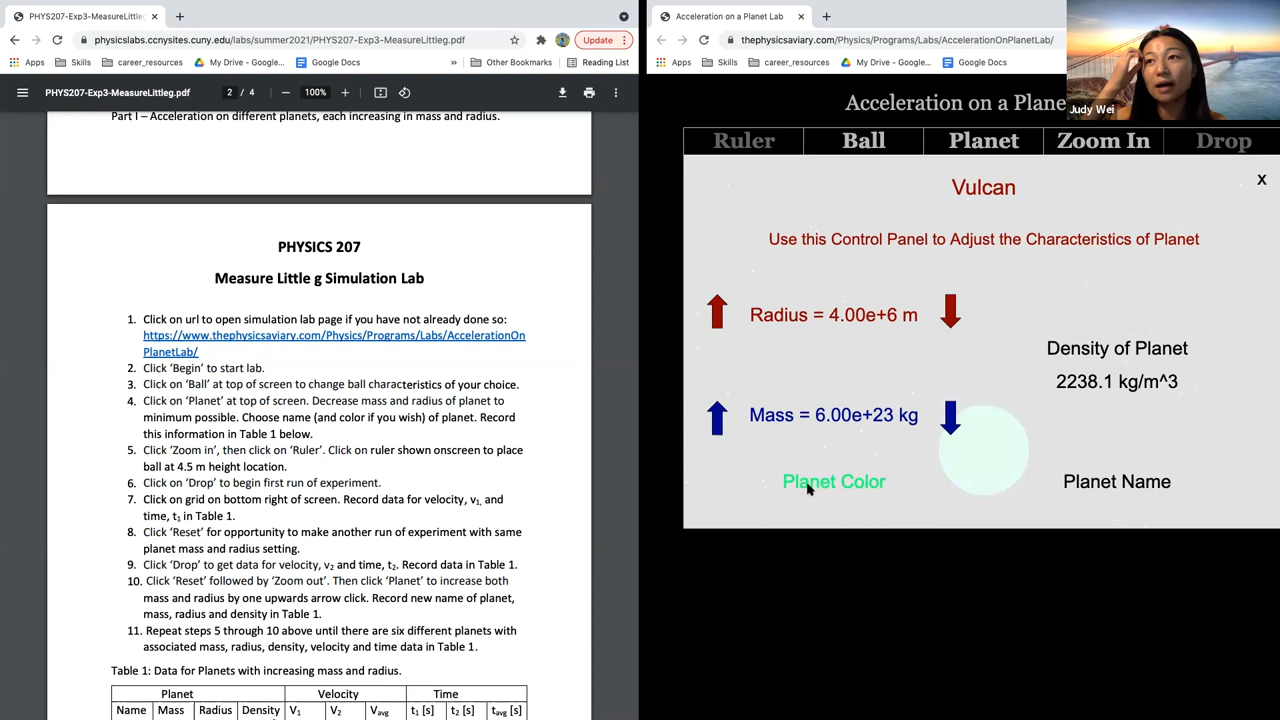 PHYS207-Exp3-MeasureLittleg
physicslabs.ccnysites.cuny.edu/labs/summer2021/PHYS207-Exp3-MeasureLittleg.pdf
Update
Apps Skills career_resources My Drive - Google... Google Docs » Other Bookmarks Reading List
PHYS207-Exp3-MeasureLittleg.pdf 2 / 4 100%
Part I – Acceleration on different planets, each increasing in mass and radius.
PHYSICS 207
Measure Little g Simulation Lab
1. Click on url to open simulation lab page if you have not already done so:
https://www.thephysicsaviary.com/Physics/Programs/Labs/AccelerationOn
PlanetLab/
2. Click 'Begin' to start lab.
3. Click on 'Ball' at top of screen to change ball characteristics of your choice.
4. Click on 'Planet' at top of screen. Decrease mass and radius of planet to
minimum possible. Choose name (and color if you wish) of planet. Record
this information in Table 1 below.
5. Click 'Zoom in', then click on 'Ruler'. Click on ruler shown onscreen to place
ball at 4.5 m height location.
6. Click on 'Drop' to begin first run of experiment.
7. Click on grid on bottom right of screen. Record data for velocity, v1, and
time, t1 in Table 1.
8. Click 'Reset' for opportunity to make another run of experiment with same
planet mass and radius setting.
9. Click 'Drop' to get data for velocity, v2 and time, t2. Record data in Table 1.
10. Click 'Reset' followed by 'Zoom out'. Then click 'Planet' to increase both
mass and radius by one upwards arrow click. Record new name of planet,
mass, radius and density in Table 1.
11. Repeat steps 5 through 10 above until there are six different planets with
associated mass, radius, density, velocity and time data in Table 1.
Table 1: Data for Planets with increasing mass and radius.
Planet Velocity Time
Name Mass Radius Density V1 V2 Vavg t1 [s] t2 [s] tavg [s]
Acceleration on a Planet Lab
thephysicsaviary.com/Physics/Programs/Labs/AccelerationOnPlanetLab/
Apps Skills career_resources My Drive - Google... Google Docs
Judy Wei
Acceleration on a Plane
Ruler Ball Planet Zoom In Drop
Vulcan
X
Use this Control Panel to Adjust the Characteristics of Planet
Radius = 4.00e+6 m
Density of Planet
2238.1 kg/m^3
Mass = 6.00e+23 kg
Planet Color
Planet Name